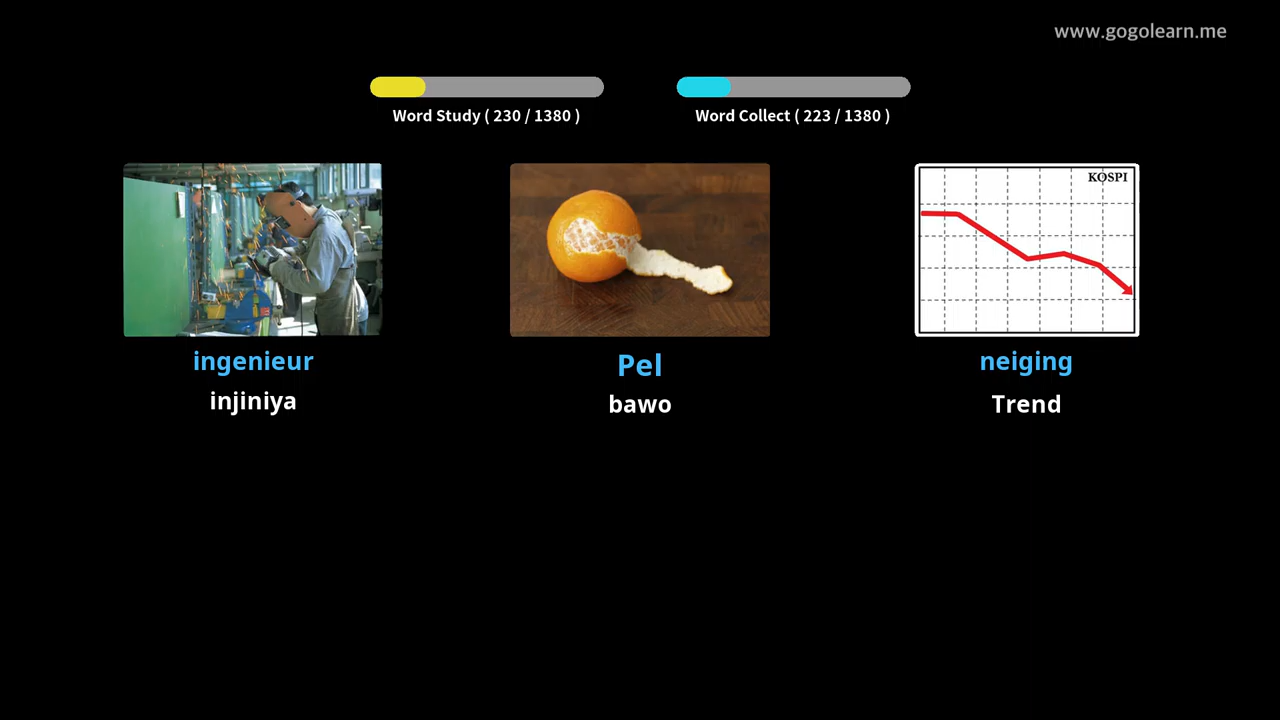 www.gogolearn.me
Word Study ( 230 / 1380 )
Word Collect ( 223 / 1380 )
KOSPI
ingenieur
injiniya
Pel
bawo
neiging
Trend